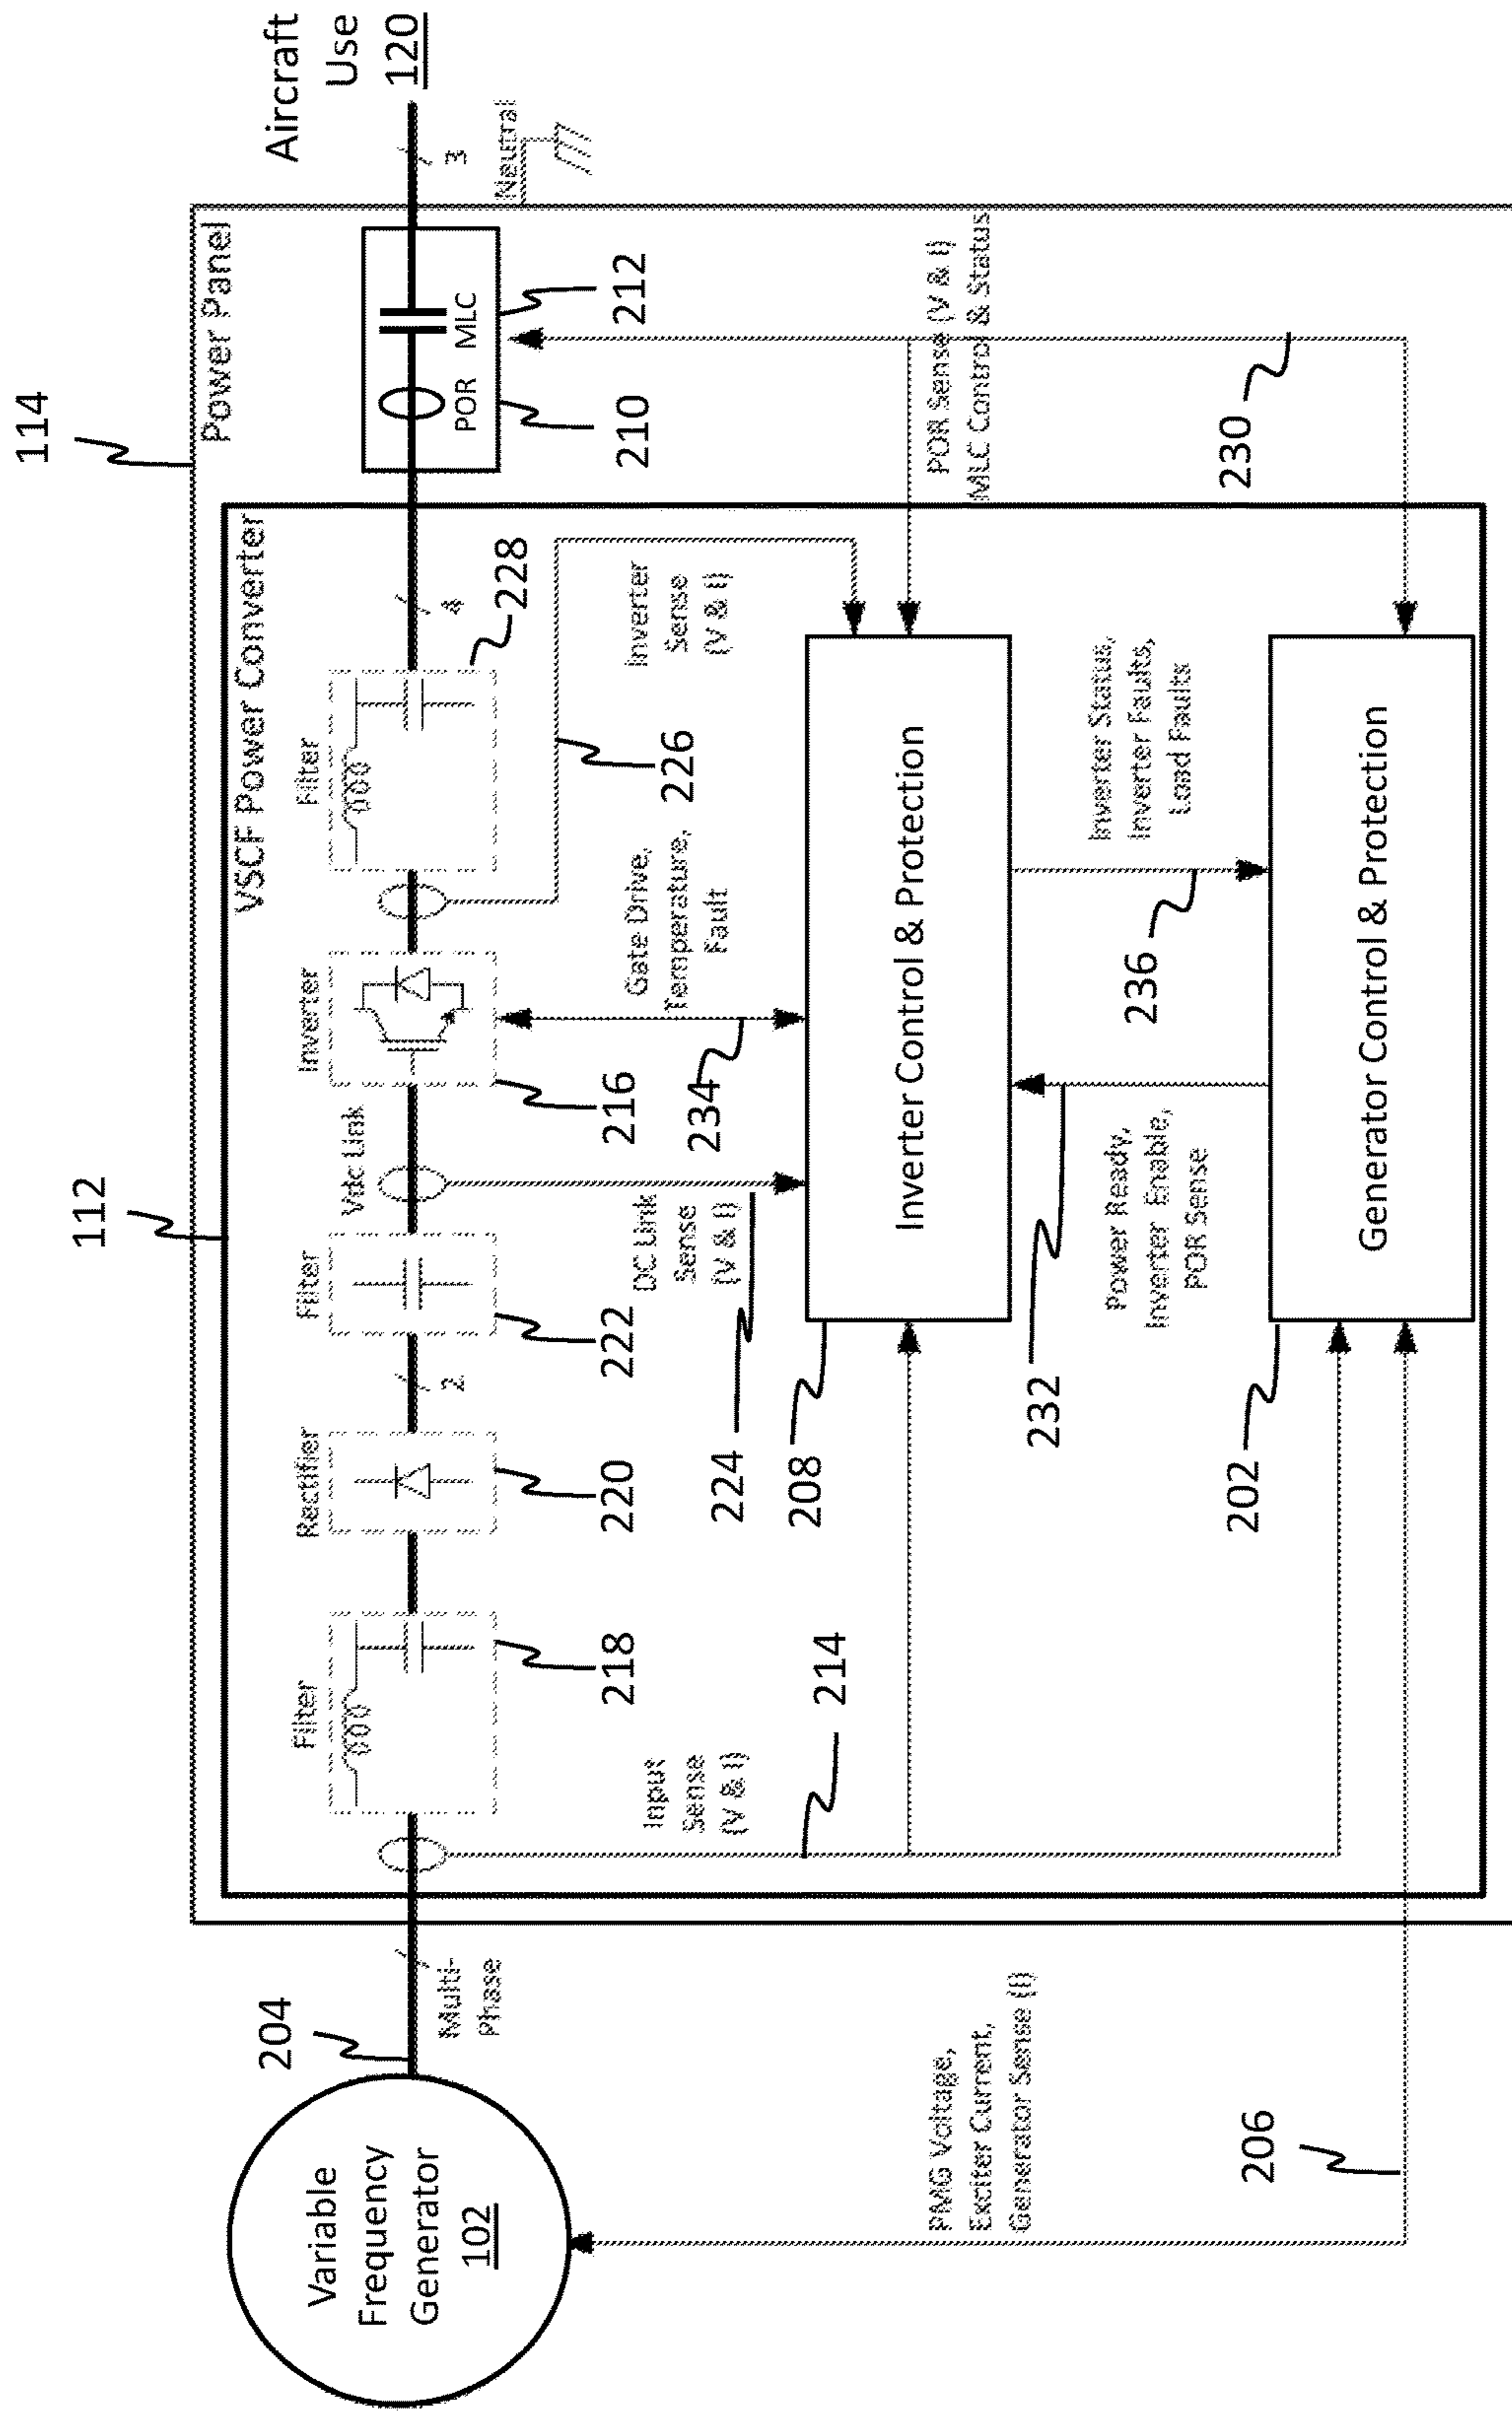 114
Power Panel
112
VSCF Power Converter
Aircraft
Use
120
3
Neutral
204
Variable
Frequency
Generator
102
Multi-
Phase
Filter
218
Rectifier
220
2
Filter
222
Vdc Link
Inverter
216
Filter
228
4
POR MLC
210
212
Input
Sense
(V & I)
214
DC Link
Sense
(V & I)
224
Gate Drive,
Temperature,
Fault
234
Inverter
Sense
(V & I)
226
POR Sense (V & I)
MLC Control & Status
230
208
Inverter Control & Protection
232
Power Ready,
Inverter Enable,
POR Sense
236
Inverter Status,
Inverter Faults,
Load Faults
202
Generator Control & Protection
PMG Voltage,
Exciter Current,
Generator Sense (I)
206